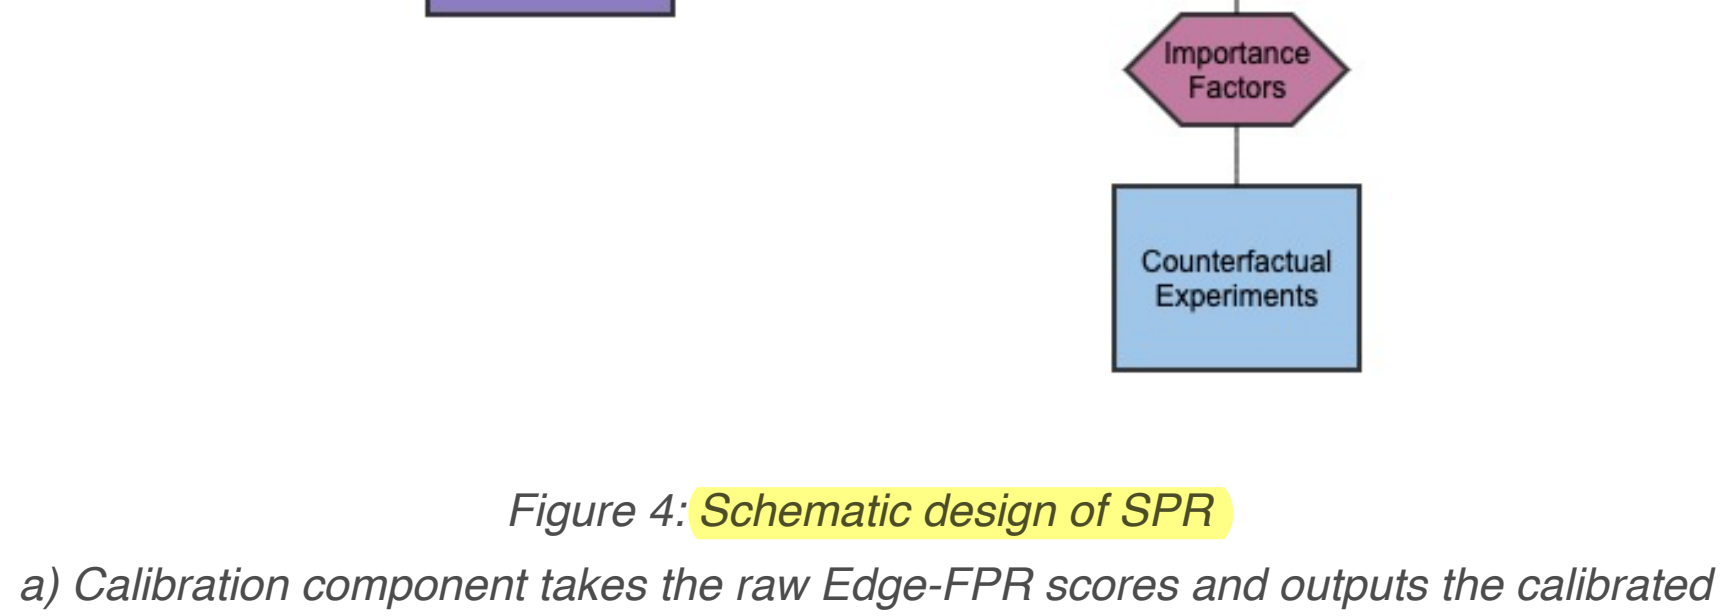 Importance
Factors
Counterfactual
Experiments
Figure 4: Schematic design of SPR
a) Calibration component takes the raw Edge-FPR scores and outputs the calibrated